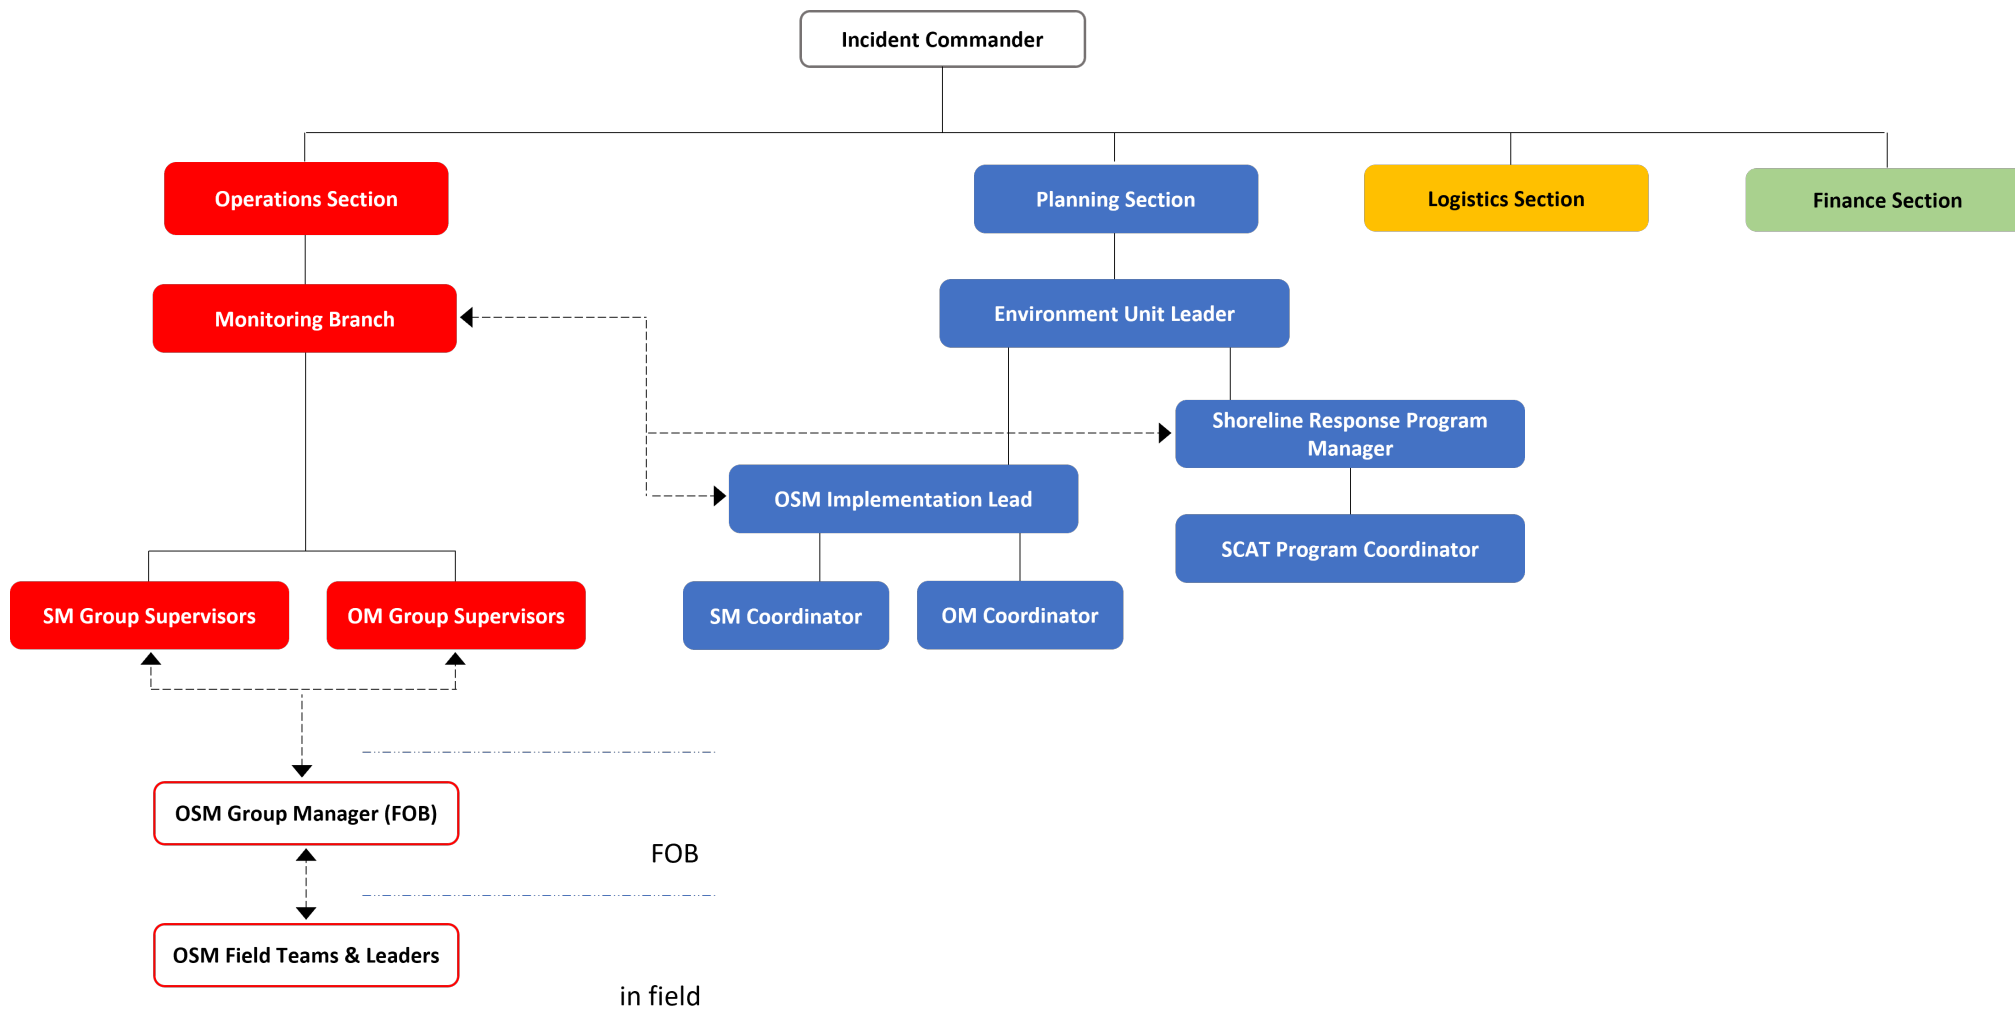 Incident Commander
Operations Section
Planning Section
Logistics Section
Finance Section
Monitoring Branch
Environment Unit Leader
Shoreline Response Program
Manager
OSM Implementation Lead
SCAT Program Coordinator
SM Group Supervisors
OM Group Supervisors
SM Coordinator
OM Coordinator
OSM Group Manager (FOB)
FOB
OSM Field Teams & Leaders
in field